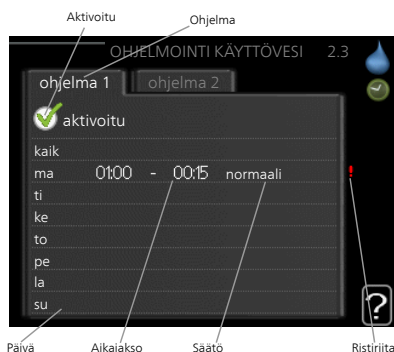 Aktivoitu Ohjelma
OHJELMOINTI KÄYTTÖVESI 2.3
ohjelma 1 ohjelma 2
aktivoitu
kaik
ma 01:00 - 00:15 normaali !
ti
ke
to
pe
la
su
?
Päivä Aikajakso Säätö Ristiriita